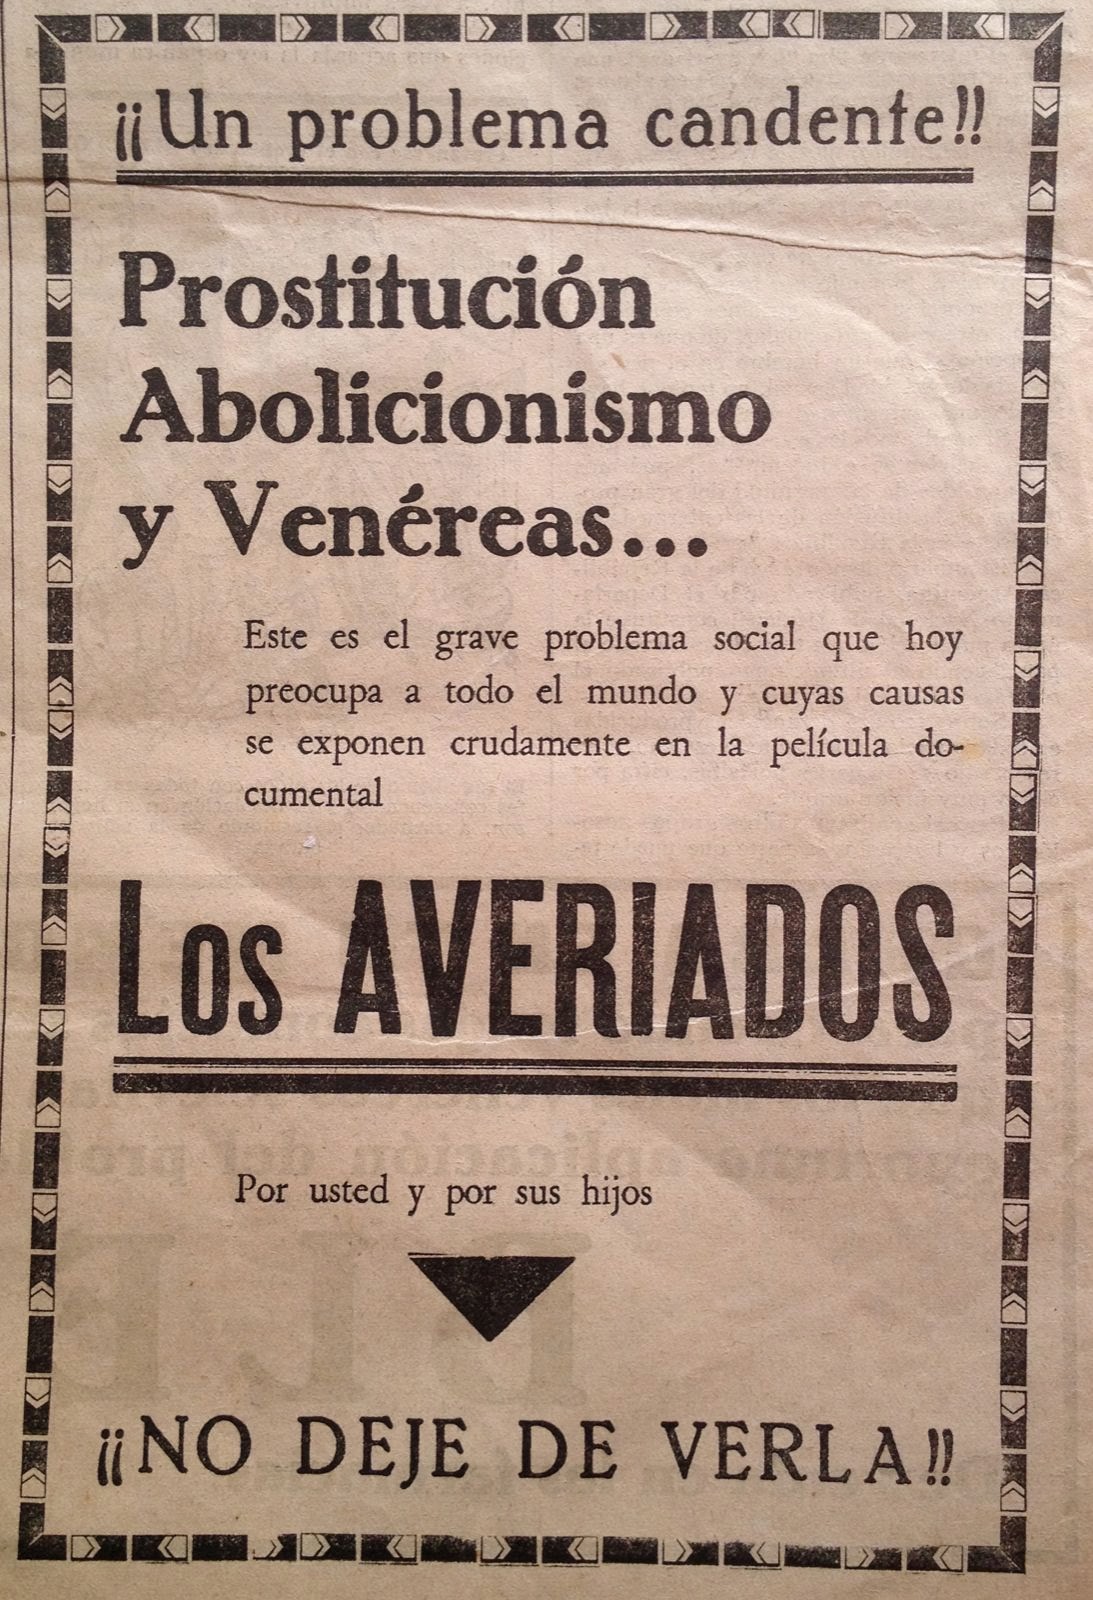 ¡¡Un problema candente!!
Prostitución
Abolicionismo
y Venéreas...
Este es el grave problema social que hoy
preocupa a todo el mundo y cuyas causas
se exponen crudamente en la película do-
cumental
Los AVERIADOS
Por usted y por sus hijos
¡¡NO DEJE DE VERLA!!